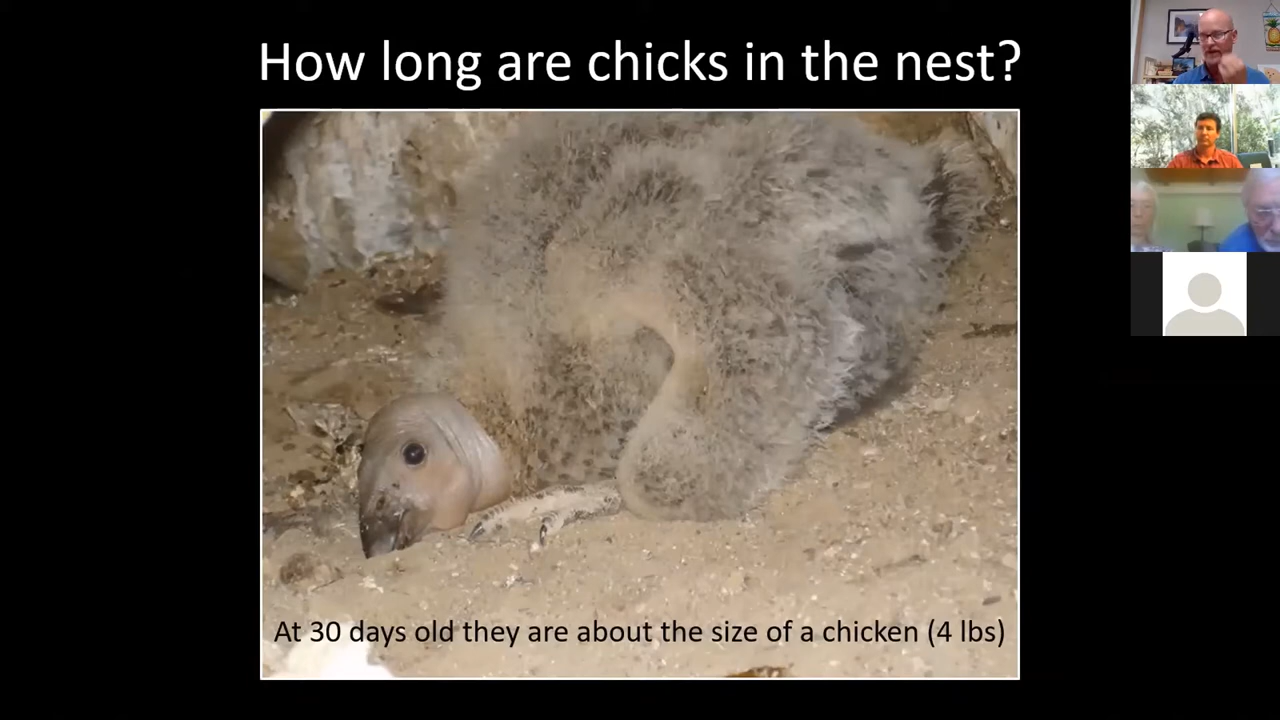 How long are chicks in the nest?
At 30 days old they are about the size of a chicken (4 lbs)